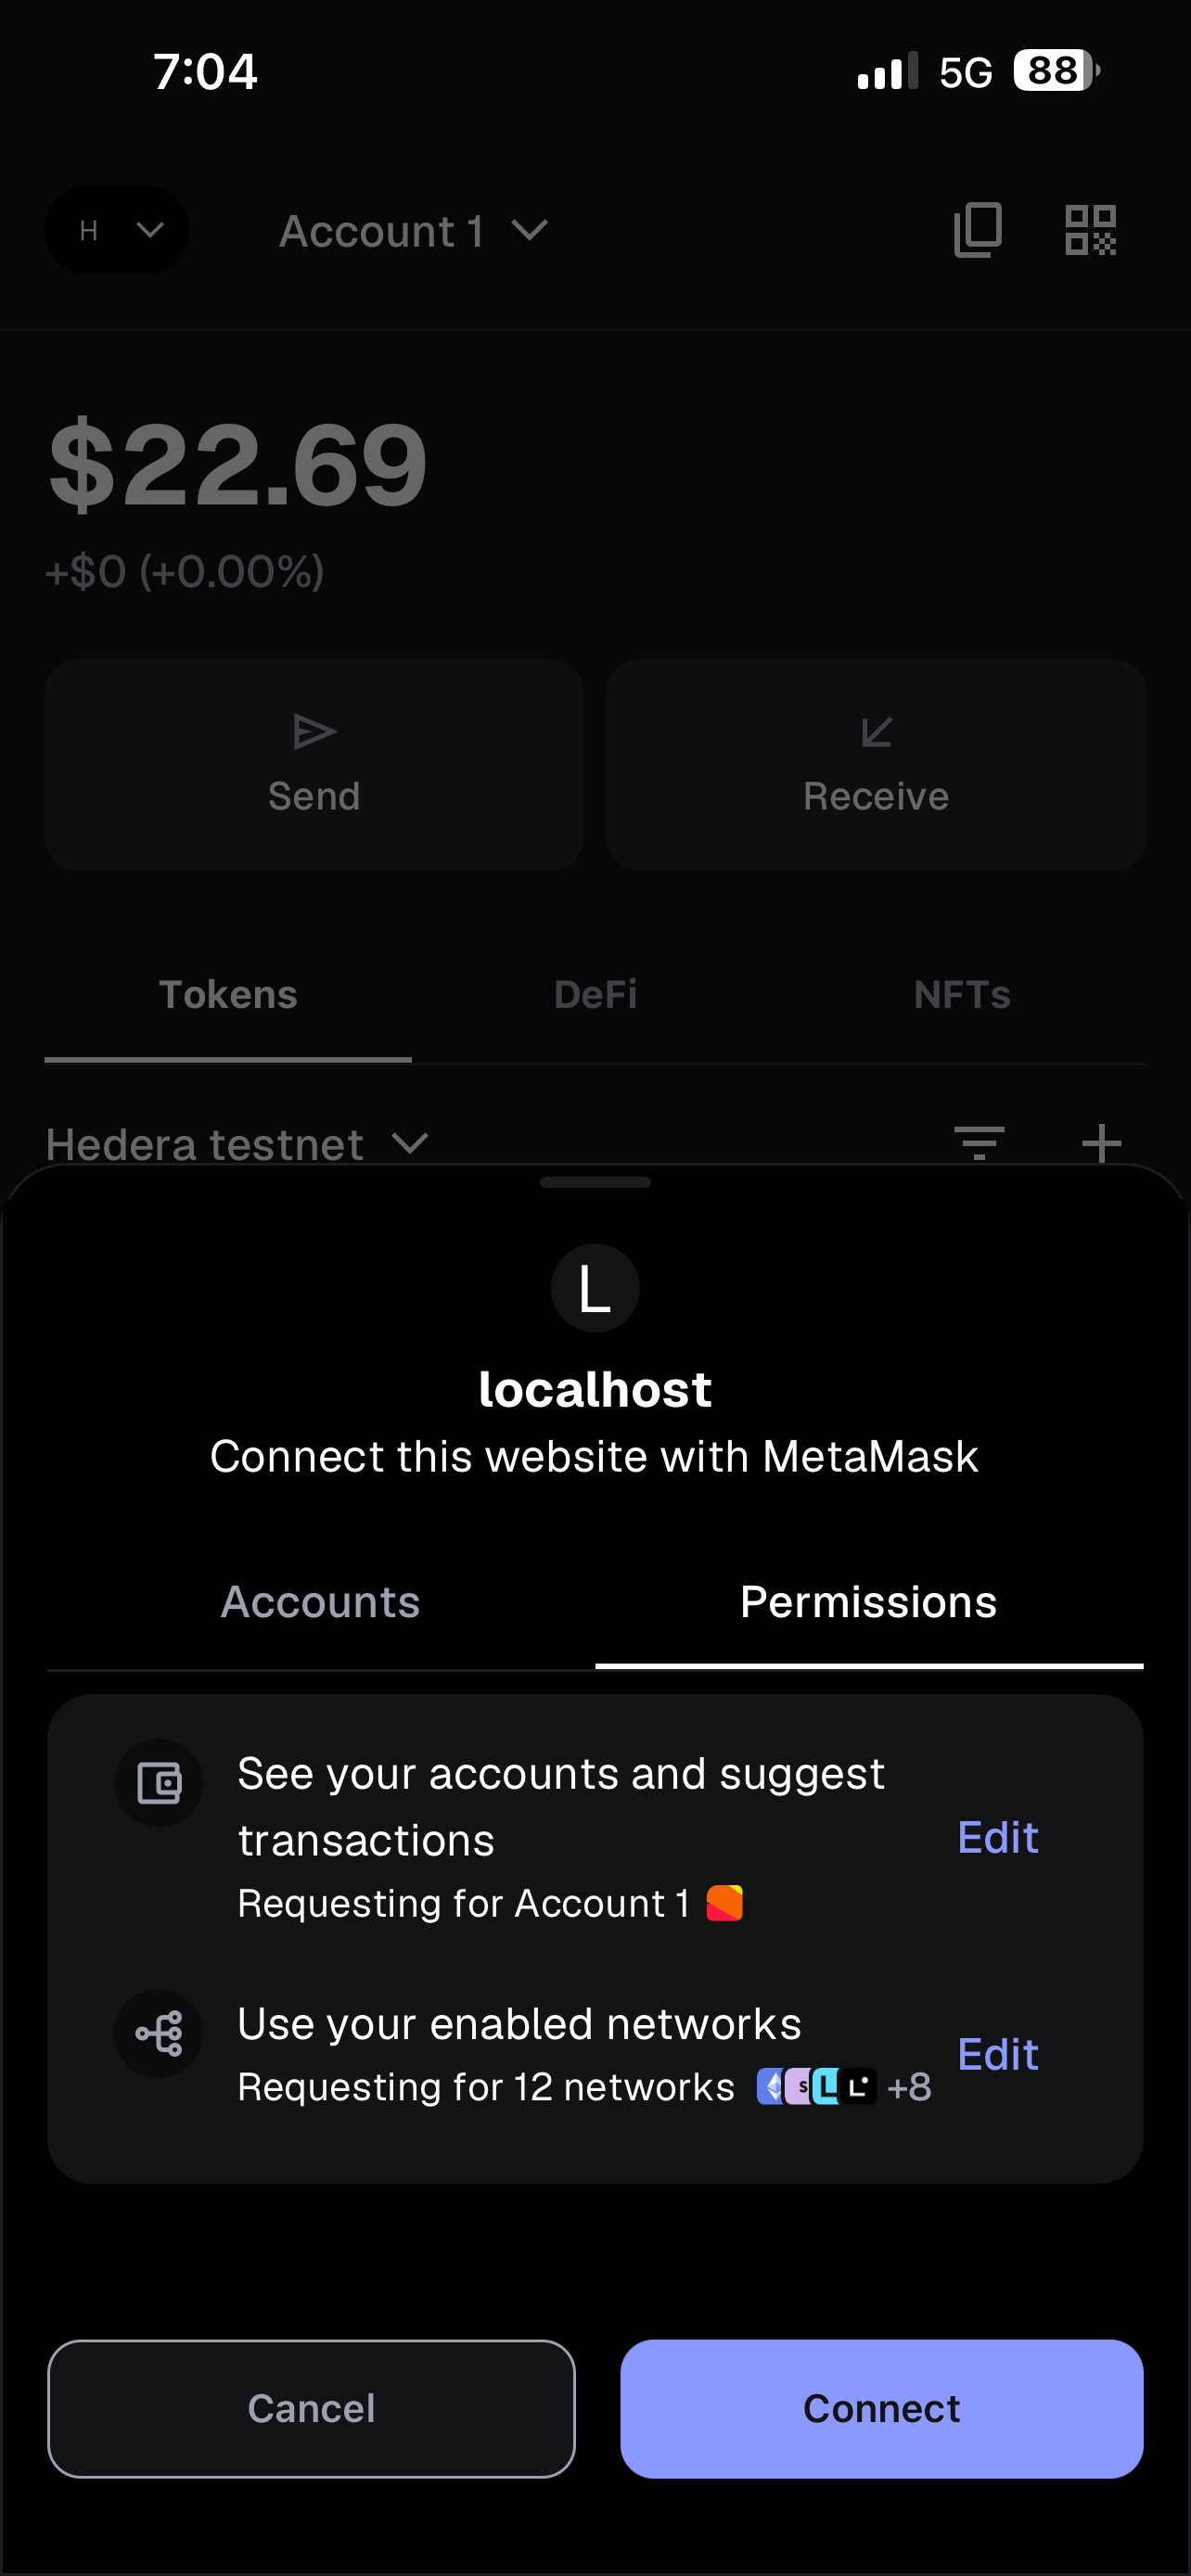 7:04
5G 88
H
Account 1
$22.69
+$0 (+0.00%)
Send
Receive
Tokens
DeFi
NFTs
Hedera testnet
L
localhost
Connect this website with MetaMask
Accounts
Permissions
See your accounts and suggest
transactions
Edit
Requesting for Account 1
Use your enabled networks
Edit
Requesting for 12 networks
S
L
L
+8
Cancel
Connect